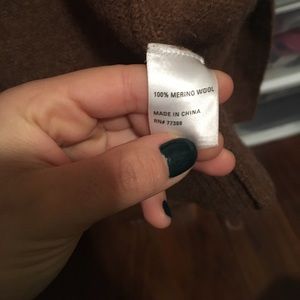 100% MERINO WOOL
MADE IN CHINA
RN# 77388